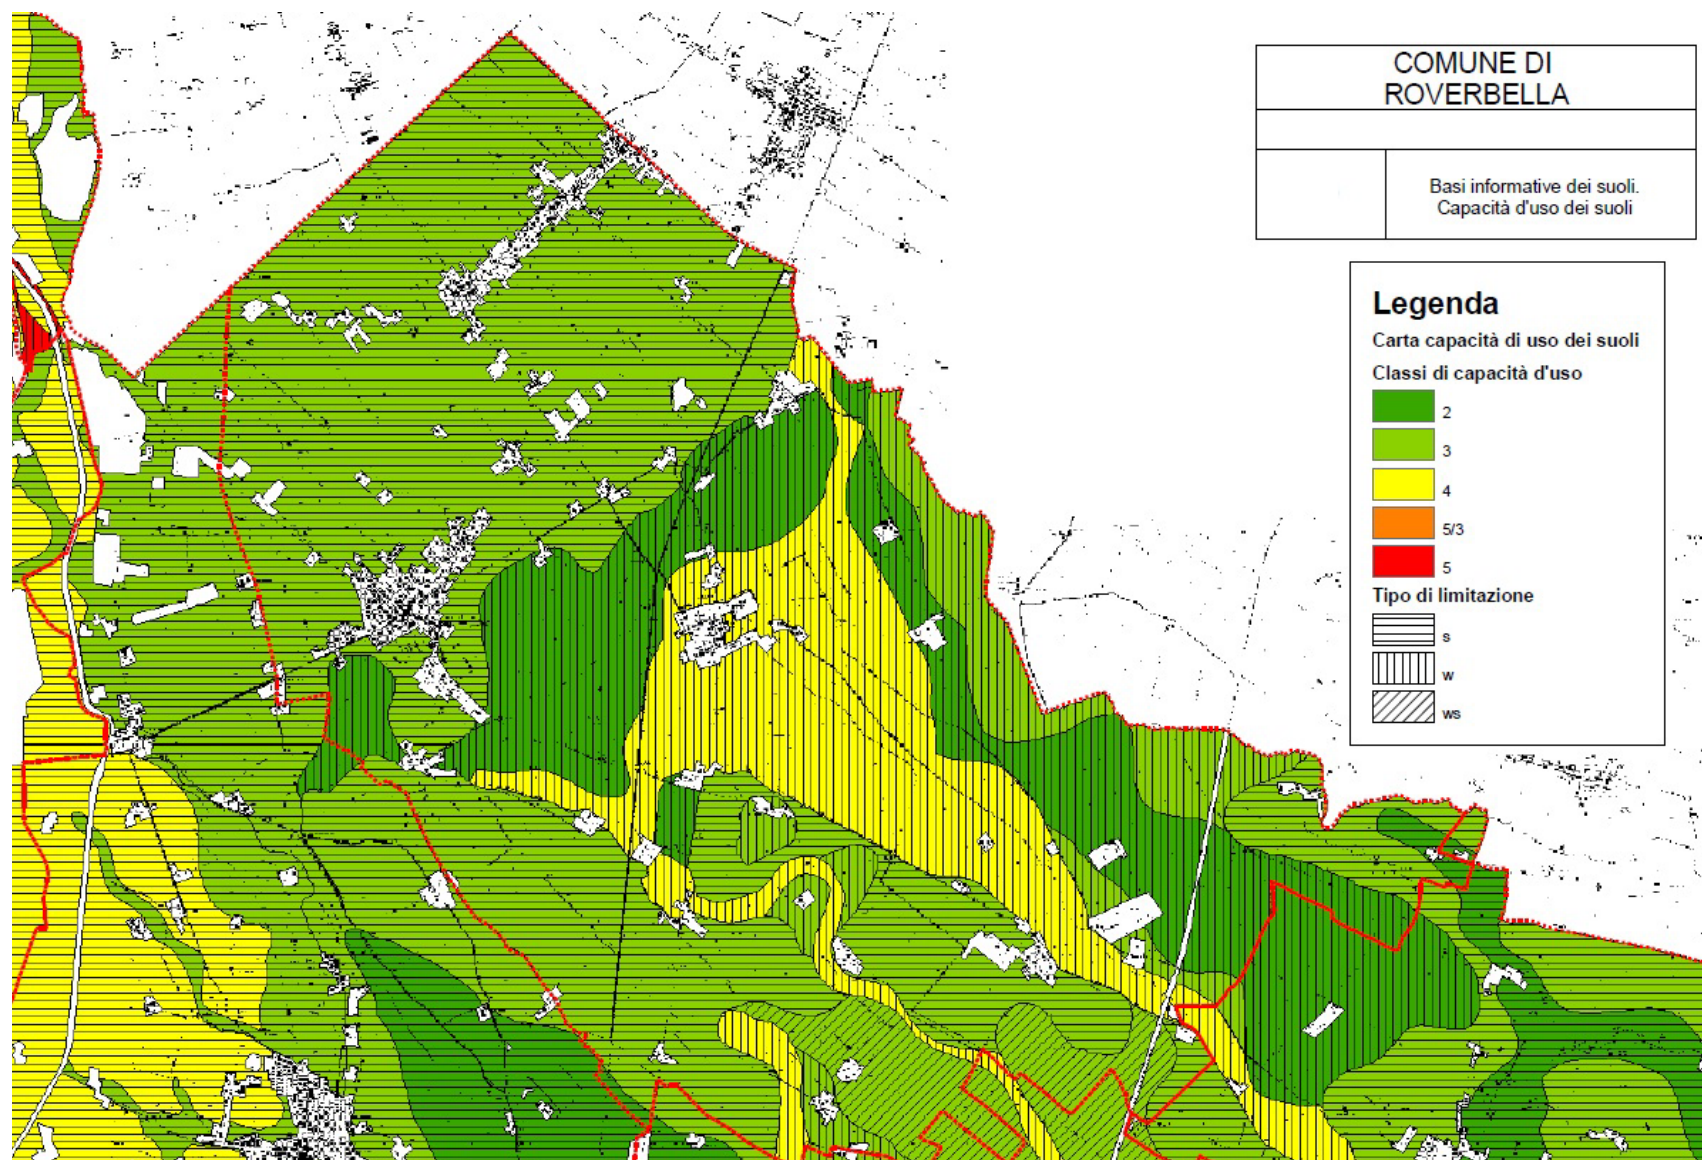 COMUNE DI
ROVERBELLA
Basi informative dei suoli.
Capacità d'uso dei suoli
Legenda
Carta capacità di uso dei suoli
Classi di capacità d'uso
2
3
4
5/3
5
Tipo di limitazione
s
w
ws